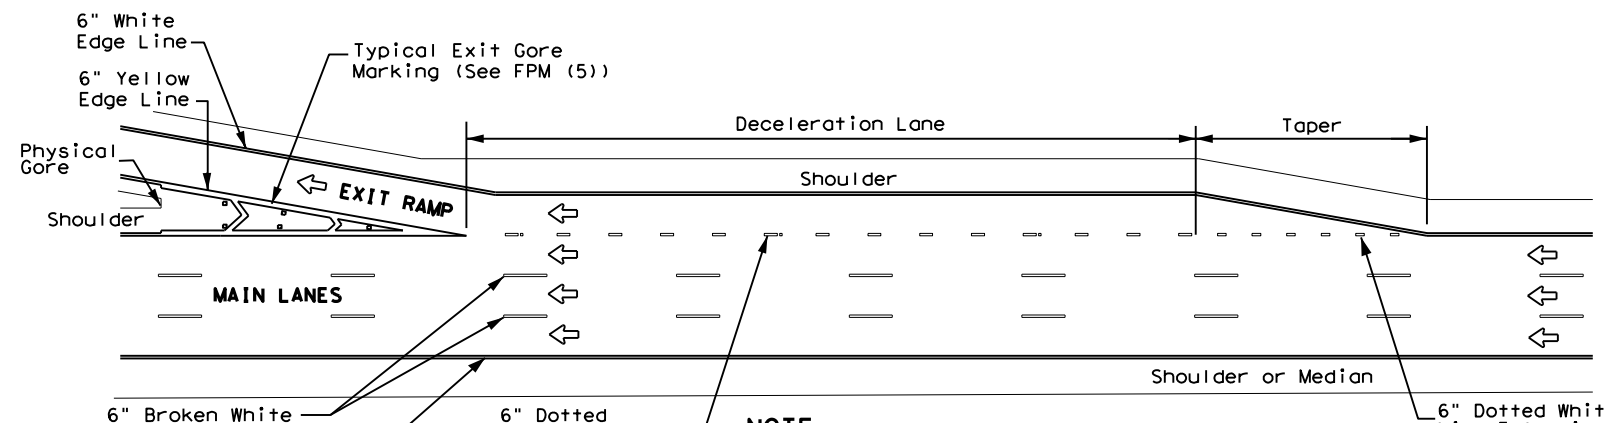 6" White
Edge Line
Typical Exit Gore
Marking (See FPM (5))
6" Yellow
Edge Line
Deceleration Lane
Taper
Physical
Gore
Shoulder
EXIT RAMP
Shoulder
MAIN LANES
Shoulder or Median
6" Broken White
6" Dotted
NOTE
6" Dotted Whit